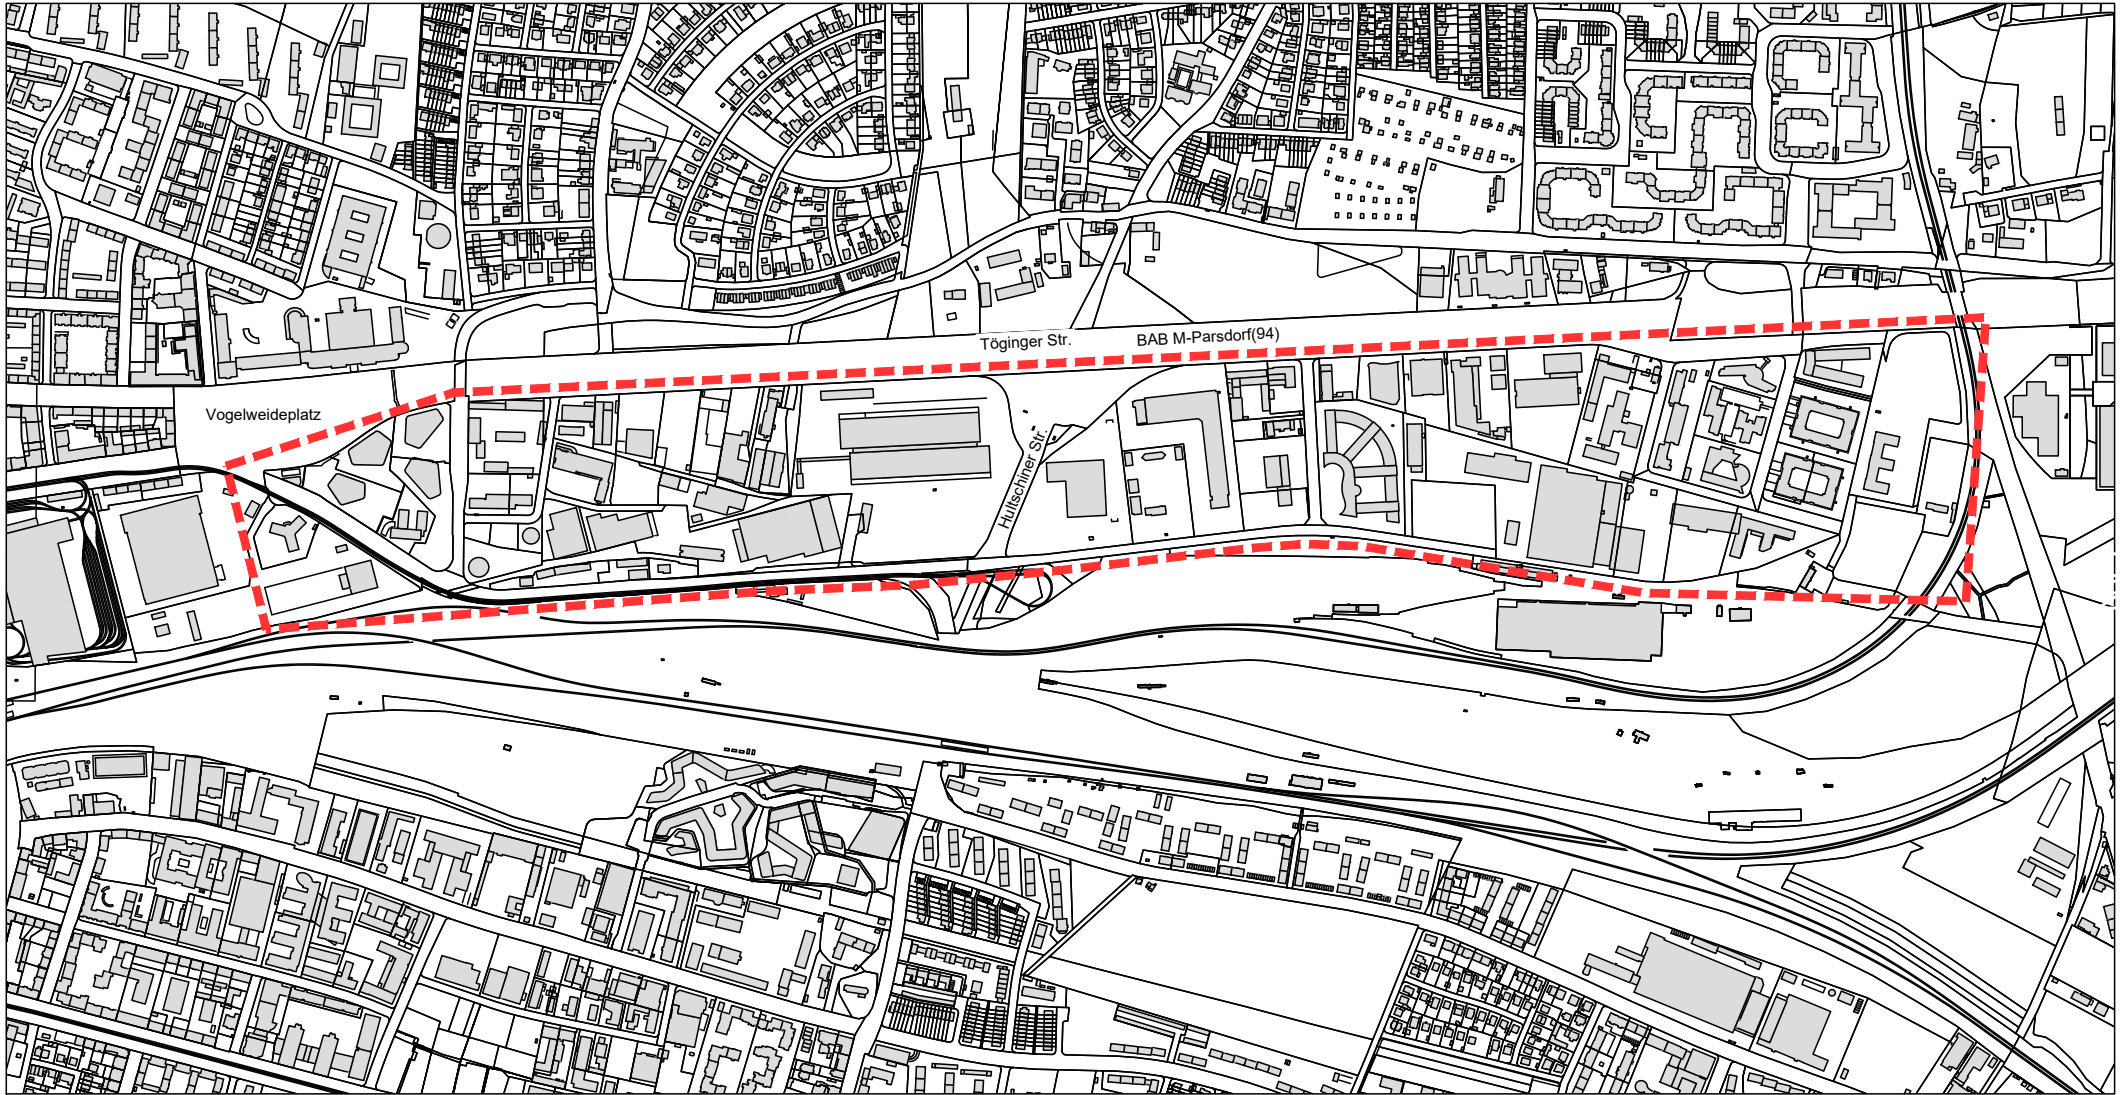 Töginger Str.
BAB M-Parsdorf(94)
Vogelweideplatz
Hultschiner Str.